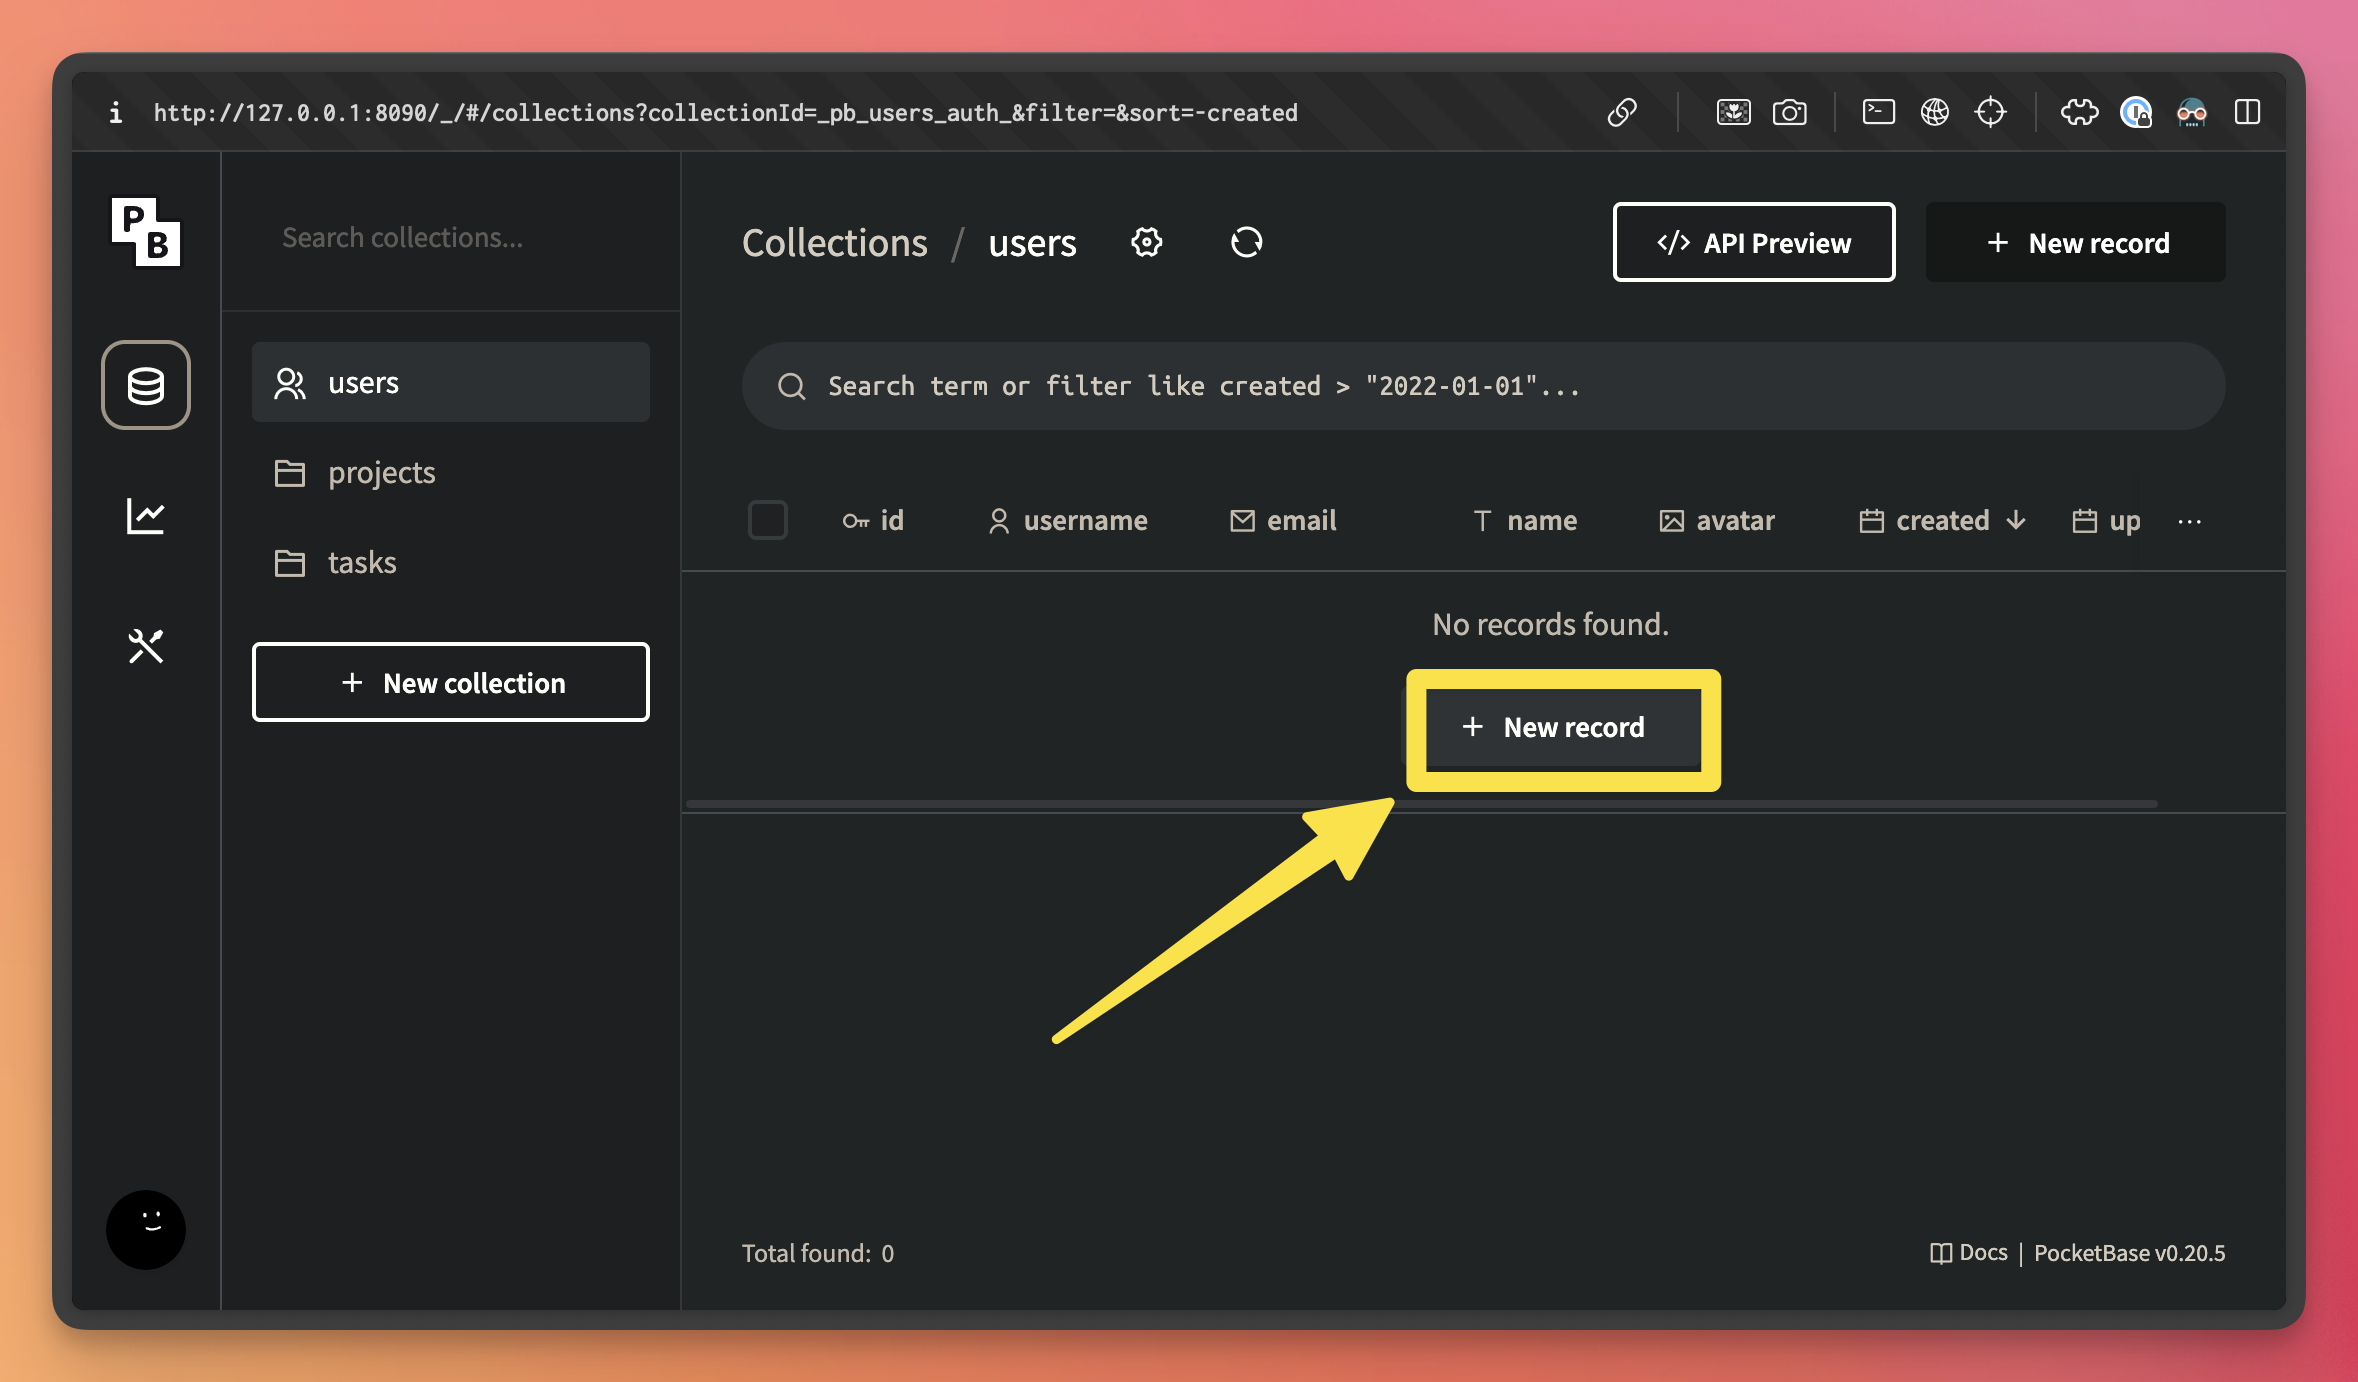 http://127.0.0.1:8090/_/#/collections?collectionId=_pb_users_auth_&filter=&sort=-created
PB
Search collections...
Collections / users
</> API Preview
+ New record
users
projects
tasks
+ New collection
Search term or filter like created > "2022-01-01"...
id
username
email
name
avatar
created
up
...
No records found.
+ New record
Total found: 0
Docs | PocketBase v0.20.5